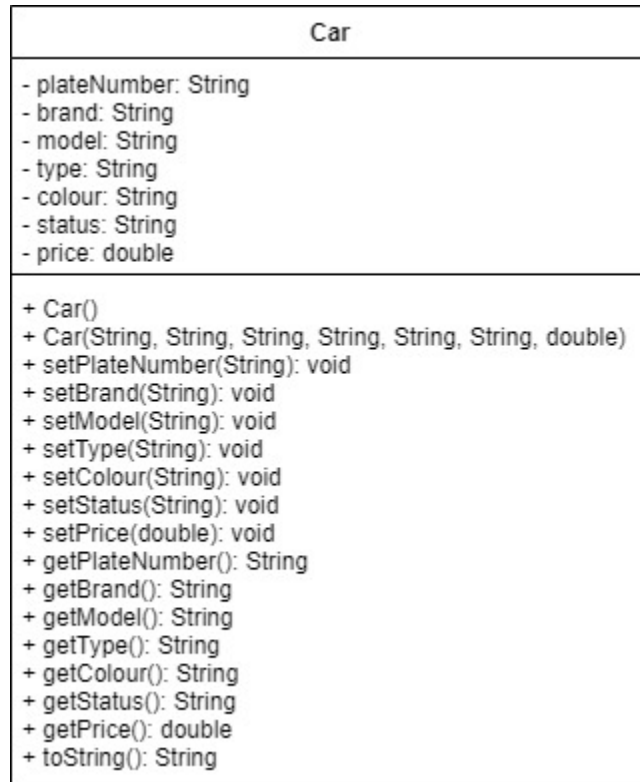 Car
- plateNumber: String
- brand: String
- model: String
- type: String
- colour: String
- status: String
- price: double
+ Car()
+ Car(String, String, String, String, String, String, double)
+ setPlateNumber(String): void
+ setBrand(String): void
+ setModel(String): void
+ setType(String): void
+ setColour(String): void
+ setStatus(String): void
+ setPrice(double): void
+ getPlateNumber(): String
+ getBrand(): String
+ getModel(): String
+ getType(): String
+ getColour(): String
+ getStatus(): String
+ getPrice(): double
+ toString(): String